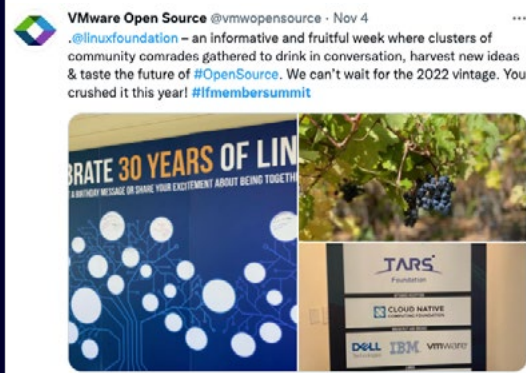 VMware Open Source @vmwopensource · Nov 4
.@linuxfoundation – an informative and fruitful week where clusters of
community comrades gathered to drink in conversation, harvest new ideas
& taste the future of #OpenSource. We can't wait for the 2022 vintage. You
crushed it this year! #lfmembersummit
BRATE 30 YEARS OF LIN
A BIRTHDAY MESSAGE OR SHARE YOUR EXCITEMENT ABOUT BEING TOGETH
TARS
Foundation
CLOUD NATIVE
COMPUTING FOUNDATION
DELL
Technologies
IBM
vmware